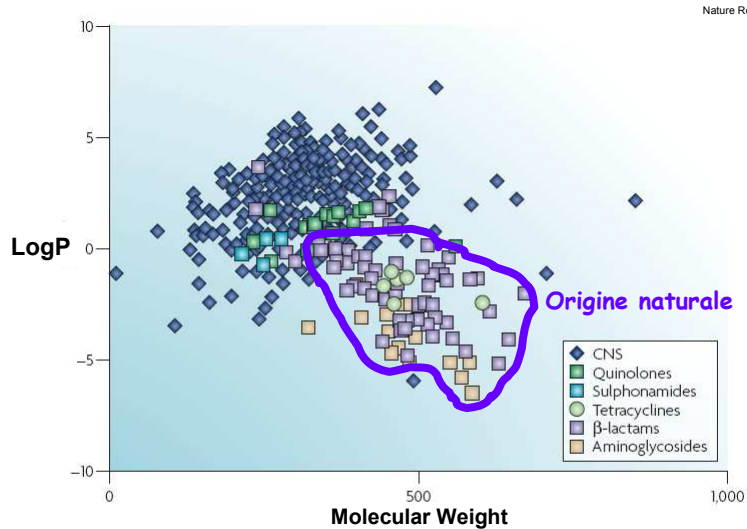 Nature Re
10
5
LogP
0
Origine naturale
−5
CNS
Quinolones
Sulphonamides
Tetracyclines
β-lactams
Aminoglycosides
−10
0
500
1,000
Molecular Weight